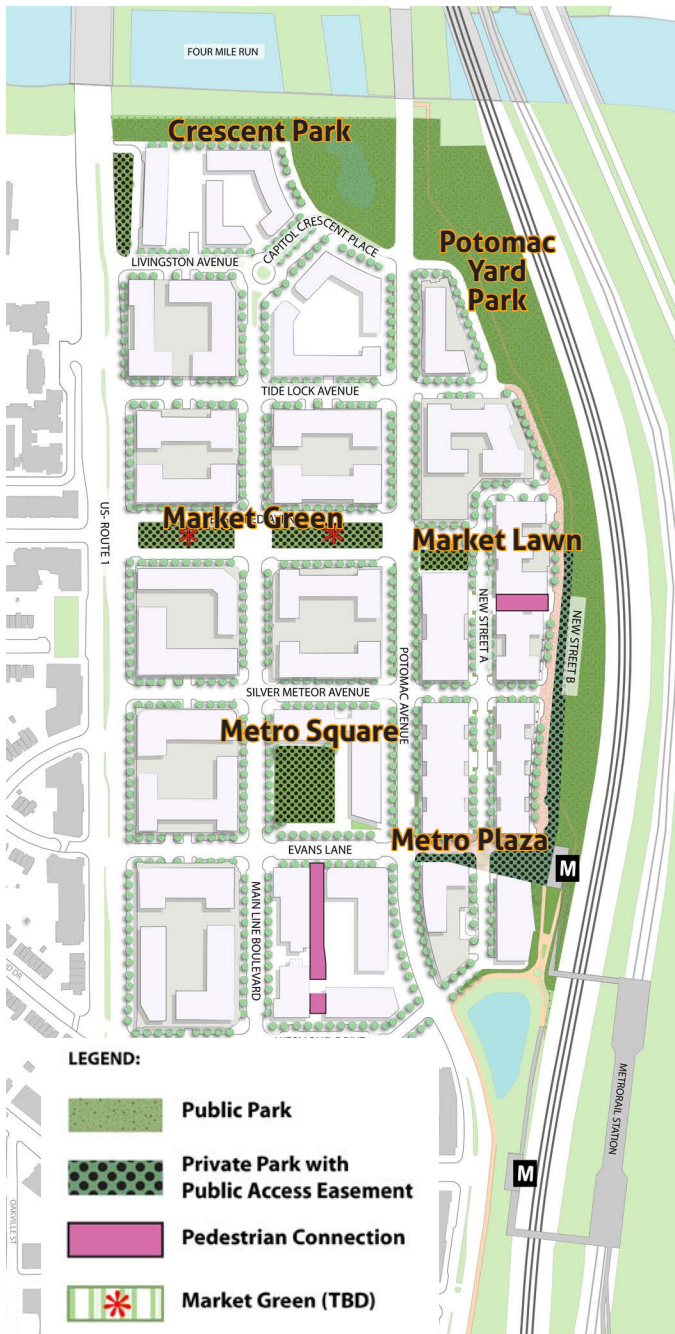 FOUR MILE RUN
Crescent Park
CAPITOL CRESCENT PLACE
LIVINGSTON AVENUE
Potomac
Yard
Park
TIDE LOCK AVENUE
US- ROUTE 1
Market Green
Market Lawn
NEW STREET A
NEW STREET B
POTOMAC AVENUE
SILVER METEOR AVENUE
Metro Square
Metro Plaza
EVANS LANE
M
MAIN LINE BOULEVARD
LEGEND:
Public Park
Private Park with
Public Access Easement
Pedestrian Connection
Market Green (TBD)
METRORAIL STATION
M
OAKVILLE ST